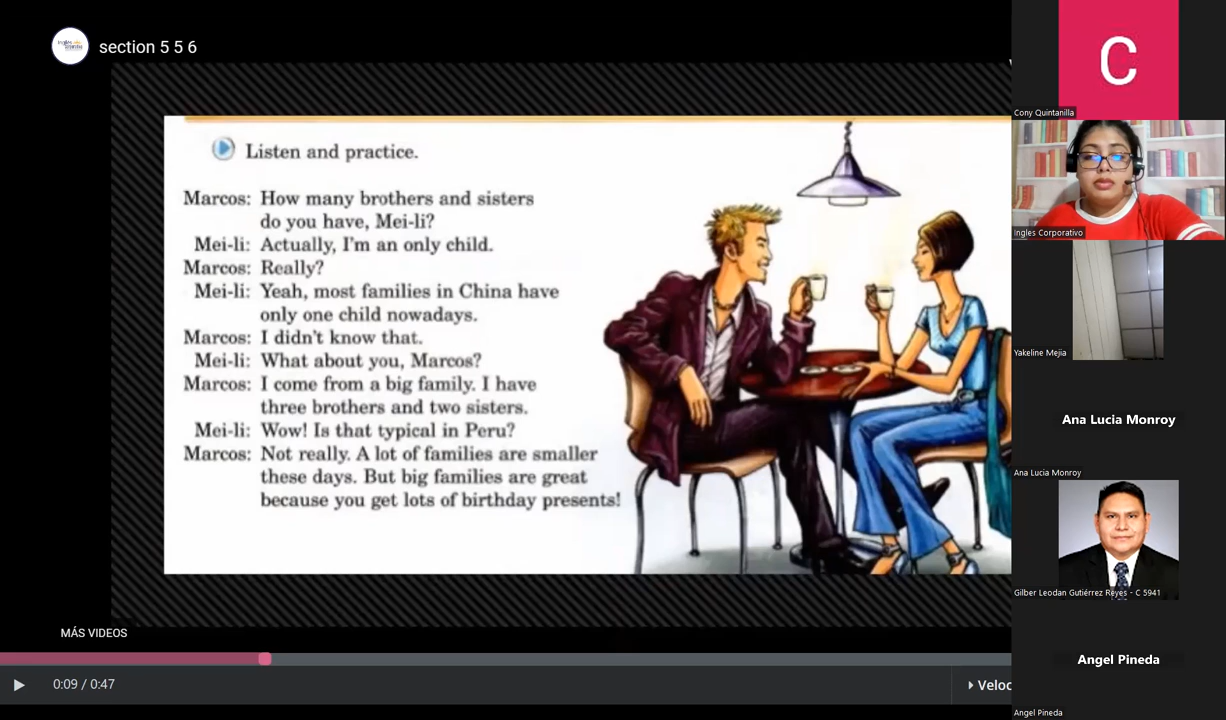 section 5 5 6
Listen and practice.
Marcos: How many brothers and sisters
do you have, Mei-li?
Mei-li: Actually, I'm an only child.
Marcos: Really?
Mei-li: Yeah, most families in China have
only one child nowadays.
Marcos: I didn't know that.
Mei-li: What about you, Marcos?
Marcos: I come from a big family. I have
three brothers and two sisters.
Mei-li: Wow! Is that typical in Peru?
Marcos: Not really. A lot of families are smaller
these days. But big families are great
because you get lots of birthday presents!
MÁS VIDEOS
0:09 / 0:47
Veloc
C
Cony Quintanilla
Ingles Corporativo
Yakeline Mejia
Ana Lucia Monroy
Ana Lucia Monroy
Gilber Leodan Gutiérrez Reyes - C 5941
Angel Pineda
Angel Pineda